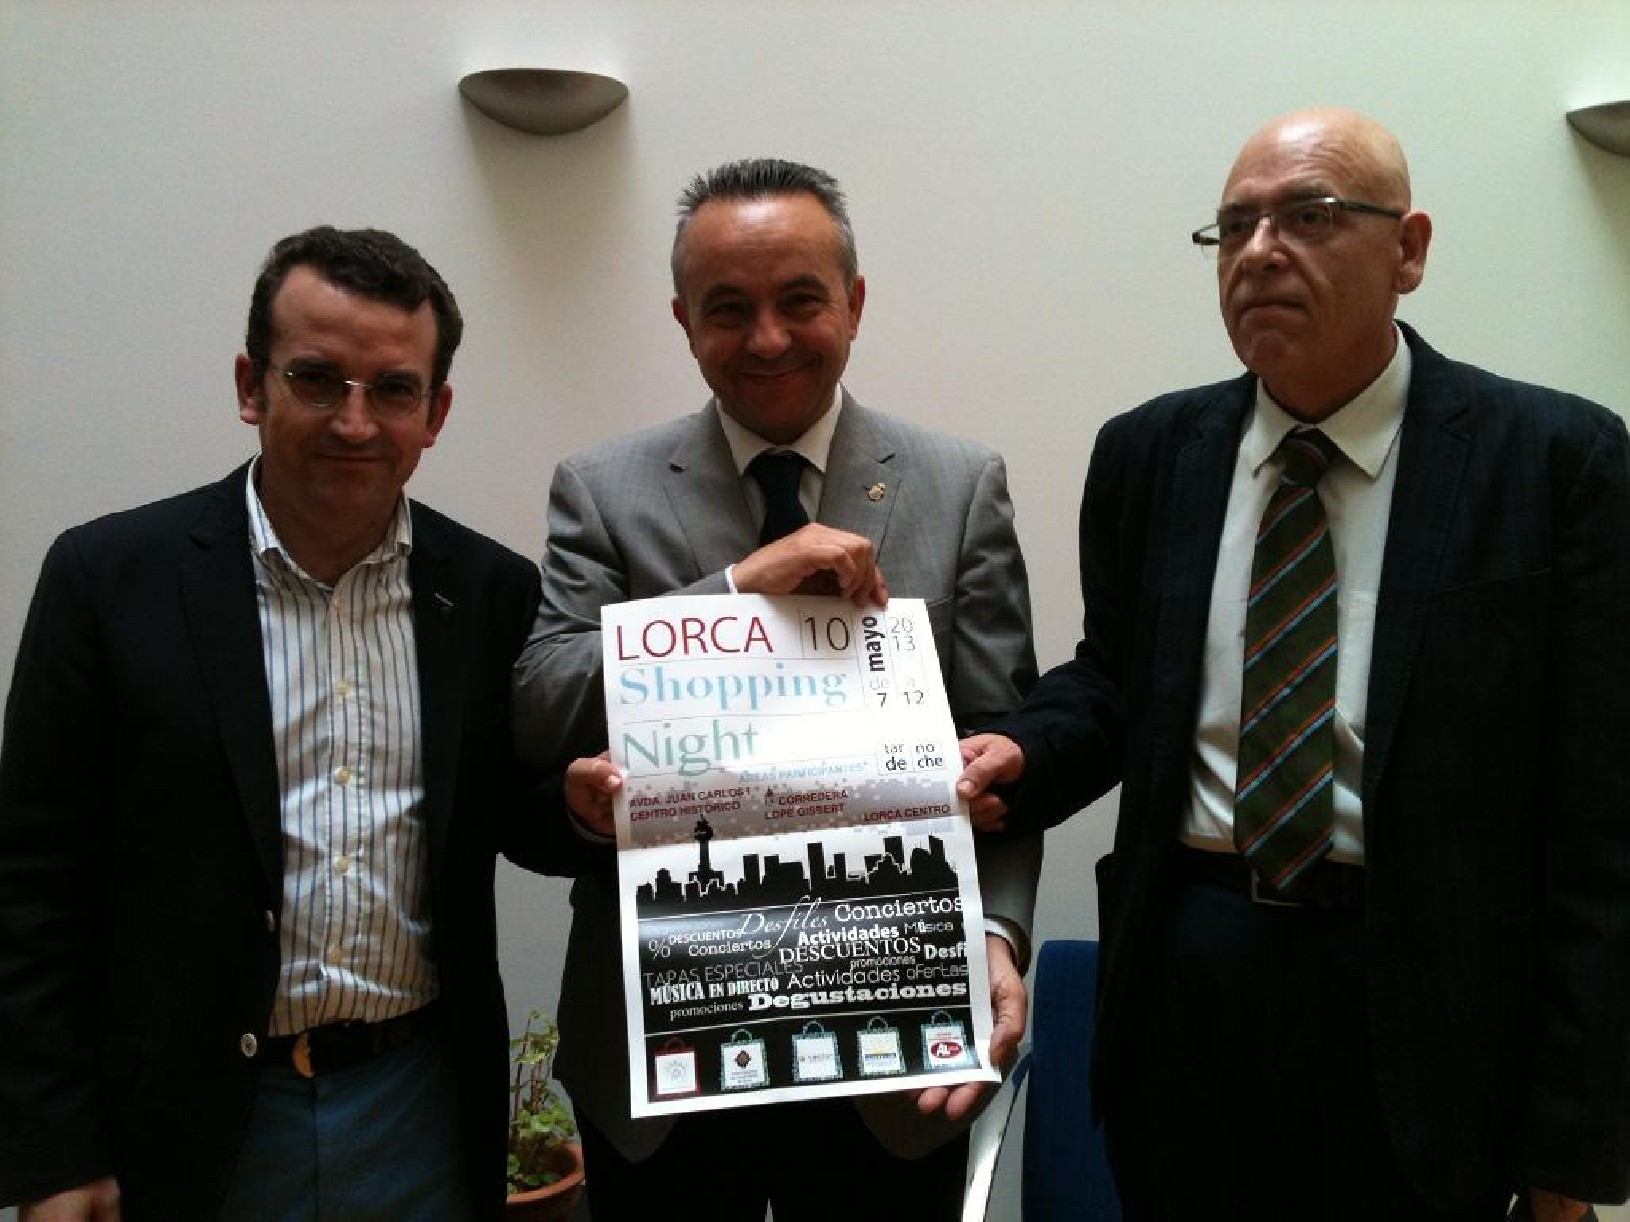 LORCA 10 mayo 20 13
Shopping de 7 a 12
Night tar de no che
ÁREAS PARTICIPANTES*
AVDA. JUAN CARLOS I CORREDERA
CENTRO HISTÓRICO LOPE GISBERT LORCA CENTRO
Desfiles Conciertos
% DESCUENTOS Actividades Música
Conciertos DESCUENTOS Desfi
TAPAS ESPECIALES promociones
MÚSICA EN DIRECTO Actividades ofertas
promociones Degustaciones
AL